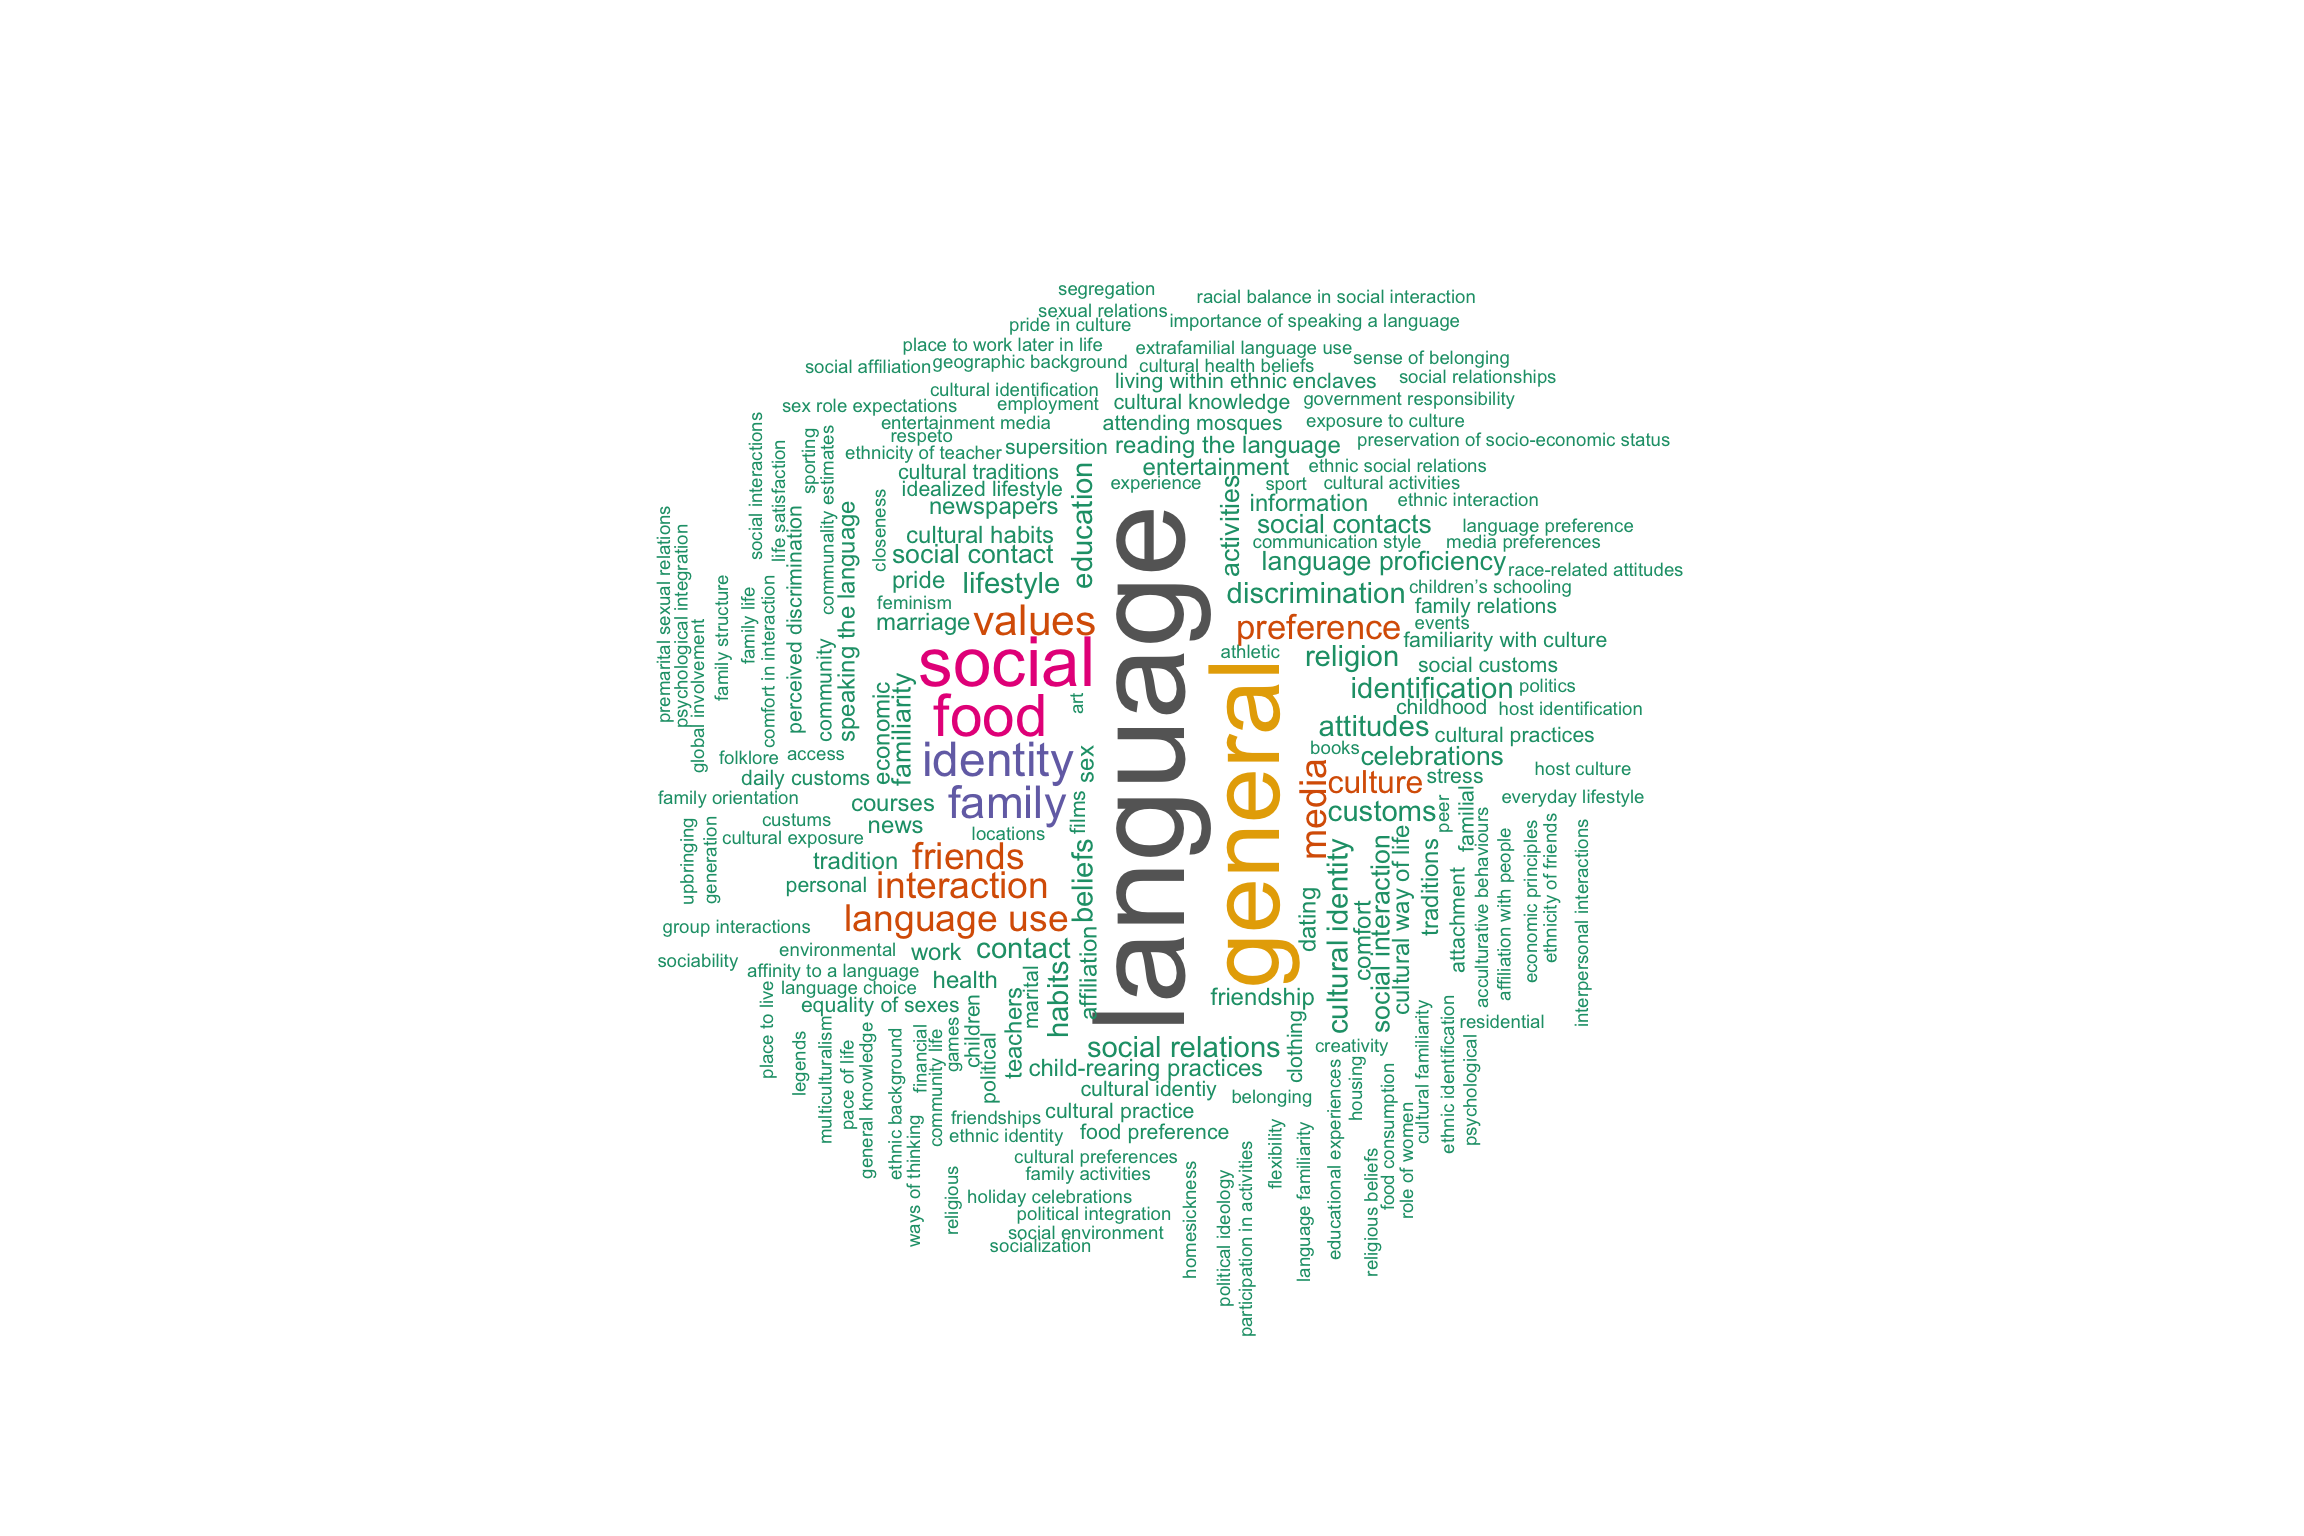 segregation
racial balance in social interaction
sexual relations
pride in culture
importance of speaking a language
place to work later in life
extrafamilial language use
sense of belonging
social affiliation
geographic background
cultural health beliefs
living within ethnic enclaves
social relationships
cultural identification
sex role expectations
employment
cultural knowledge
government responsibility
entertainment media
attending mosques
exposure to culture
respeto
supersition
reading the language
preservation of socio-economic status
ethnicity of teacher
cultural traditions
entertainment
ethnic social relations
idealized lifestyle
experience
sport
cultural activities
newspapers
information
ethnic interaction
cultural habits
social contacts
language preference
social contact
communication style
media preferences
pride
lifestyle
language proficiency
race-related attitudes
feminism
discrimination
children’s schooling
marriage
values
preference
family relations
events
familiarity with culture
social
athletic
religion
social customs
food
identification
politics
childhood
host identification
attitudes
cultural practices
identity
books
celebrations
folklore
access
daily customs
culture
stress
host culture
family orientation
courses
family
customs
everyday lifestyle
custums
news
locations
cultural exposure
tradition
friends
personal
interaction
language use
group interactions
environmental
work
contact
sociability
affinity to a language
health
language choice
equality of sexes
friendship
residential
social relations
creativity
child-rearing practices
cultural identiy
belonging
friendships
cultural practice
ethnic identity
food preference
cultural preferences
family activities
holiday celebrations
political integration
social environment
socialization
premarital sexual relations
psychological integration
global involvement
family structure
family life
social interactions
comfort in interaction
life satisfaction
perceived discrimination
sporting
communality estimates
community
speaking the language
closeness
economic
familiarity
education
art
sex
films
beliefs
affiliation
habits
marital
teachers
political
children
games
community life
financial
ways of thinking
ethnic background
religious
general knowledge
pace of life
multiculturalism
legends
place to live
upbringing
generation
language
general
activities
media
dating
cultural identity
comfort
social interaction
cultural way of life
traditions
peer
familial
attachment
acculturative behaviours
affiliation with people
economic principles
ethnicity of friends
interpersonal interactions
clothing
housing
educational experiences
food consumption
role of women
cultural familiarity
ethnic identification
psychological
religious beliefs
language familiarity
flexibility
participation in activities
political ideology
homesickness